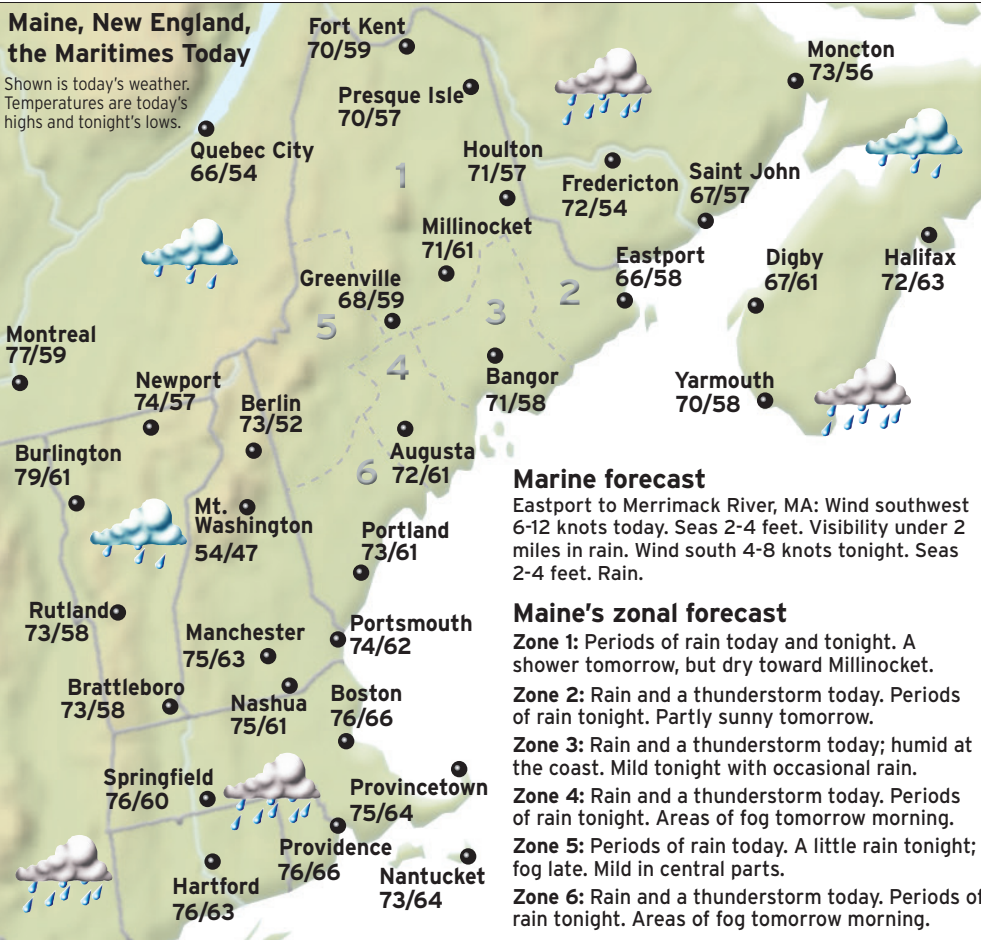 Maine, New England,
the Maritimes Today
Shown is today's weather.
Temperatures are today's
highs and tonight's lows.
Fort Kent
70/59
Moncton
73/56
Presque Isle
70/57
Quebec City
66/54
Houlton
71/57
1
Fredericton
72/54
Saint John
67/57
Millinocket
71/61
Eastport
66/58
Digby
67/61
Halifax
72/63
Greenville
68/59
2
3
5
4
Montreal
77/59
Newport
74/57
Berlin
73/52
Bangor
71/58
Yarmouth
70/58
Burlington
79/61
Augusta
72/61
6
Mt.
Washington
54/47
Portland
73/61
Rutland
73/58
Manchester
75/63
Portsmouth
74/62
Brattleboro
73/58
Nashua
75/61
Boston
76/66
Springfield
76/60
Provincetown
75/64
Providence
76/66
Hartford
76/63
Nantucket
73/64
Marine forecast
Eastport to Merrimack River, MA: Wind southwest
6-12 knots today. Seas 2-4 feet. Visibility under 2
miles in rain. Wind south 4-8 knots tonight. Seas
2-4 feet. Rain.
Maine's zonal forecast
Zone 1: Periods of rain today and tonight. A
shower tomorrow, but dry toward Millinocket.
Zone 2: Rain and a thunderstorm today. Periods
of rain tonight. Partly sunny tomorrow.
Zone 3: Rain and a thunderstorm today; humid at
the coast. Mild tonight with occasional rain.
Zone 4: Rain and a thunderstorm today. Periods
of rain tonight. Areas of fog tomorrow morning.
Zone 5: Periods of rain today. A little rain tonight;
fog late. Mild in central parts.
Zone 6: Rain and a thunderstorm today. Periods of
rain tonight. Areas of fog tomorrow morning.